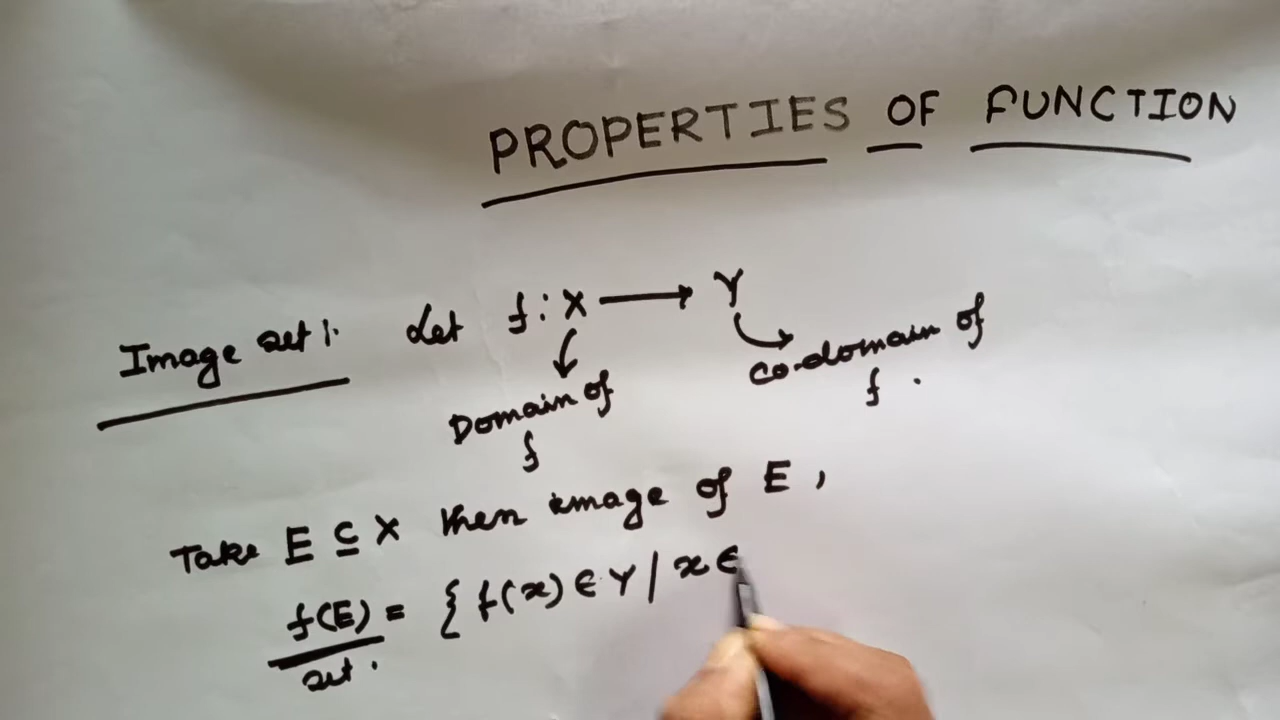 PROPERTIES OF FUNCTION
Image set :- Let f : X ⟶ Y
Domain of
f
Co-domain of
f .
Take E ⊆ X then image of E ,
f(E) = { f(x) ∈ Y / x ∈
set .